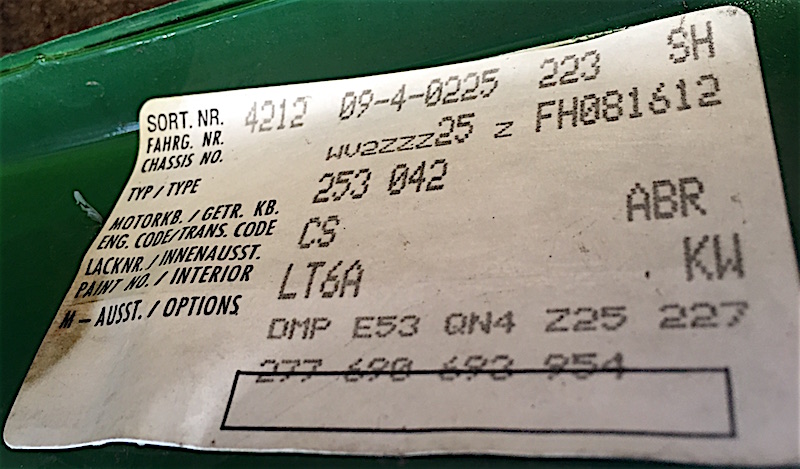 SORT. NR. 4212 09-4-0225 223 SH
FAHRG. NR.
CHASSIS NO. WV2ZZZ25 Z FH081612
TYP / TYPE 253 042
MOTORKB. / GETR. KB.
ENG. CODE/TRANS. CODE CS ABR
LACKNR. / INNENAUSST.
PAINT NO. / INTERIOR LT6A KW
M – AUSST. / OPTIONS
DMP E53 QN4 Z25 227
277 690 693 954